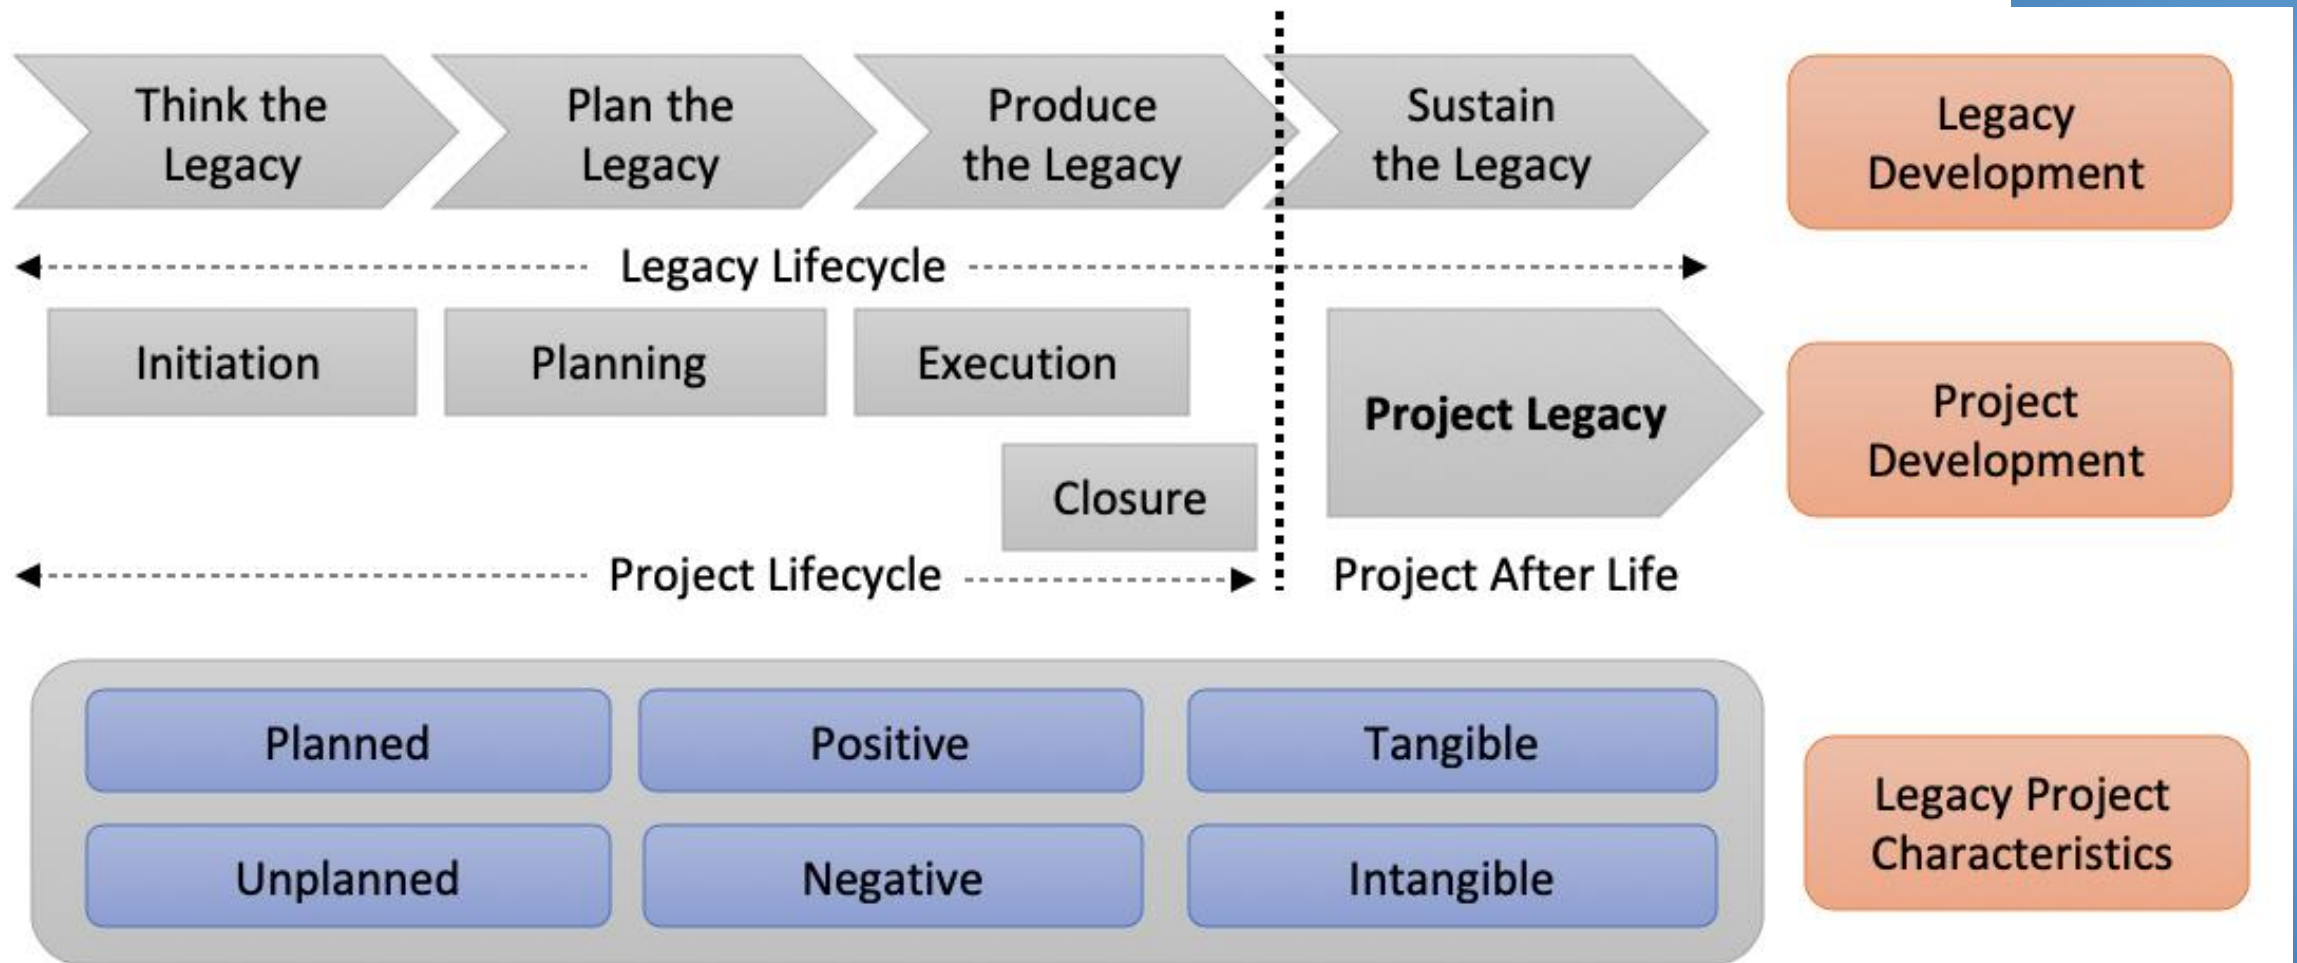 Think the
Legacy
Plan the
Legacy
Produce
the Legacy
Sustain
the Legacy
Legacy
Development
Legacy Lifecycle
Initiation
Planning
Execution
Closure
Project Legacy
Project
Development
Project Lifecycle
Project After Life
Planned
Positive
Tangible
Unplanned
Negative
Intangible
Legacy Project
Characteristics